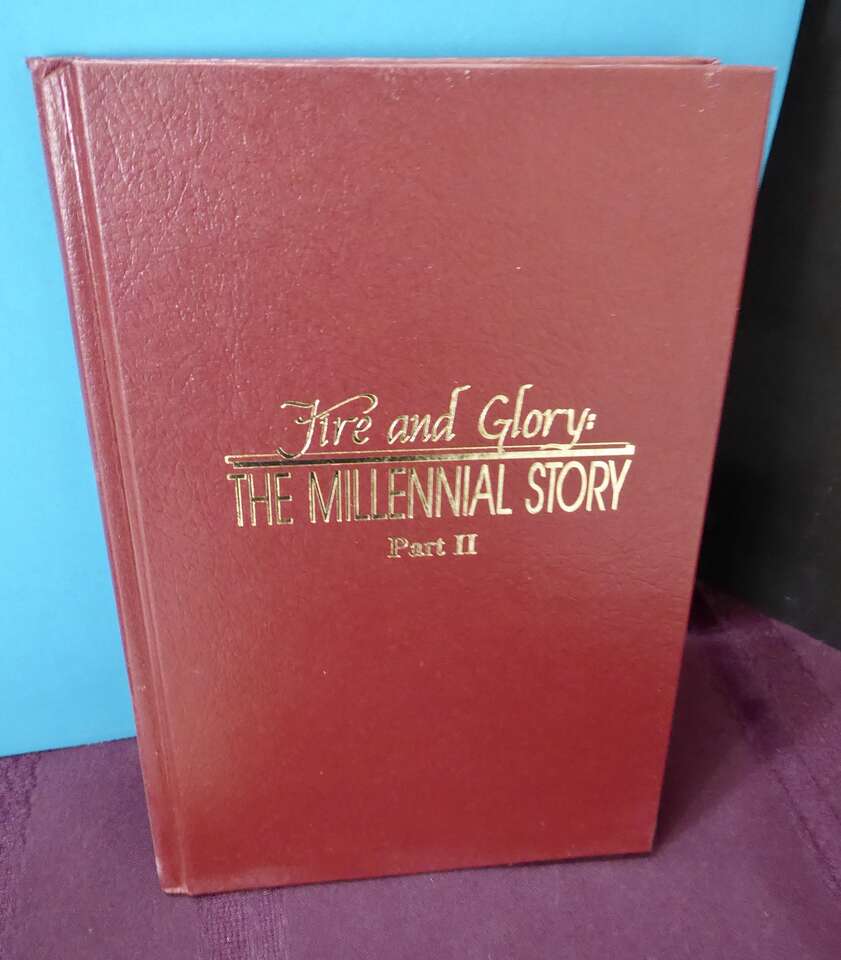 Fire and Glory:
THE MILLENNIAL STORY
Part II